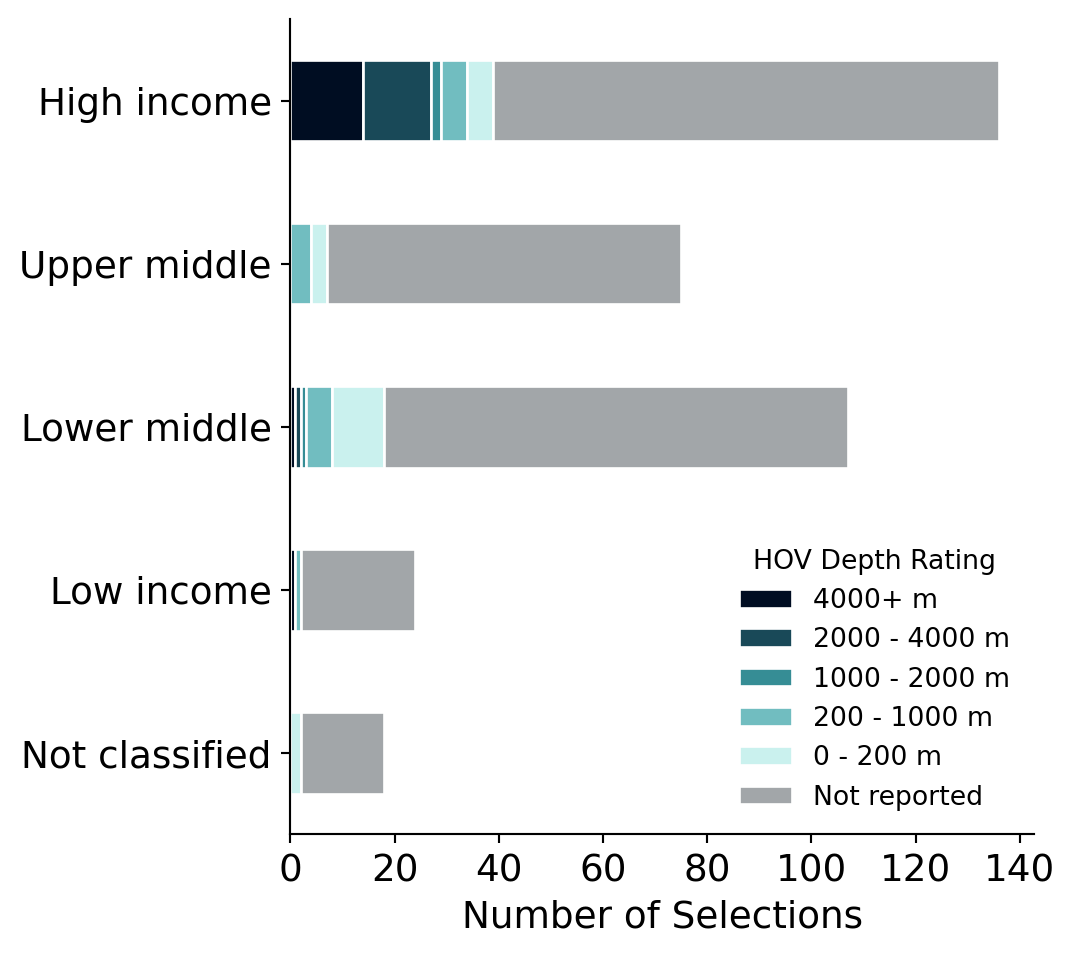 High income
Upper middle
Lower middle
Low income
Not classified
HOV Depth Rating
4000+ m
2000 - 4000 m
1000 - 2000 m
200 - 1000 m
0 - 200 m
Not reported
0 20 40 60 80 100 120 140
Number of Selections